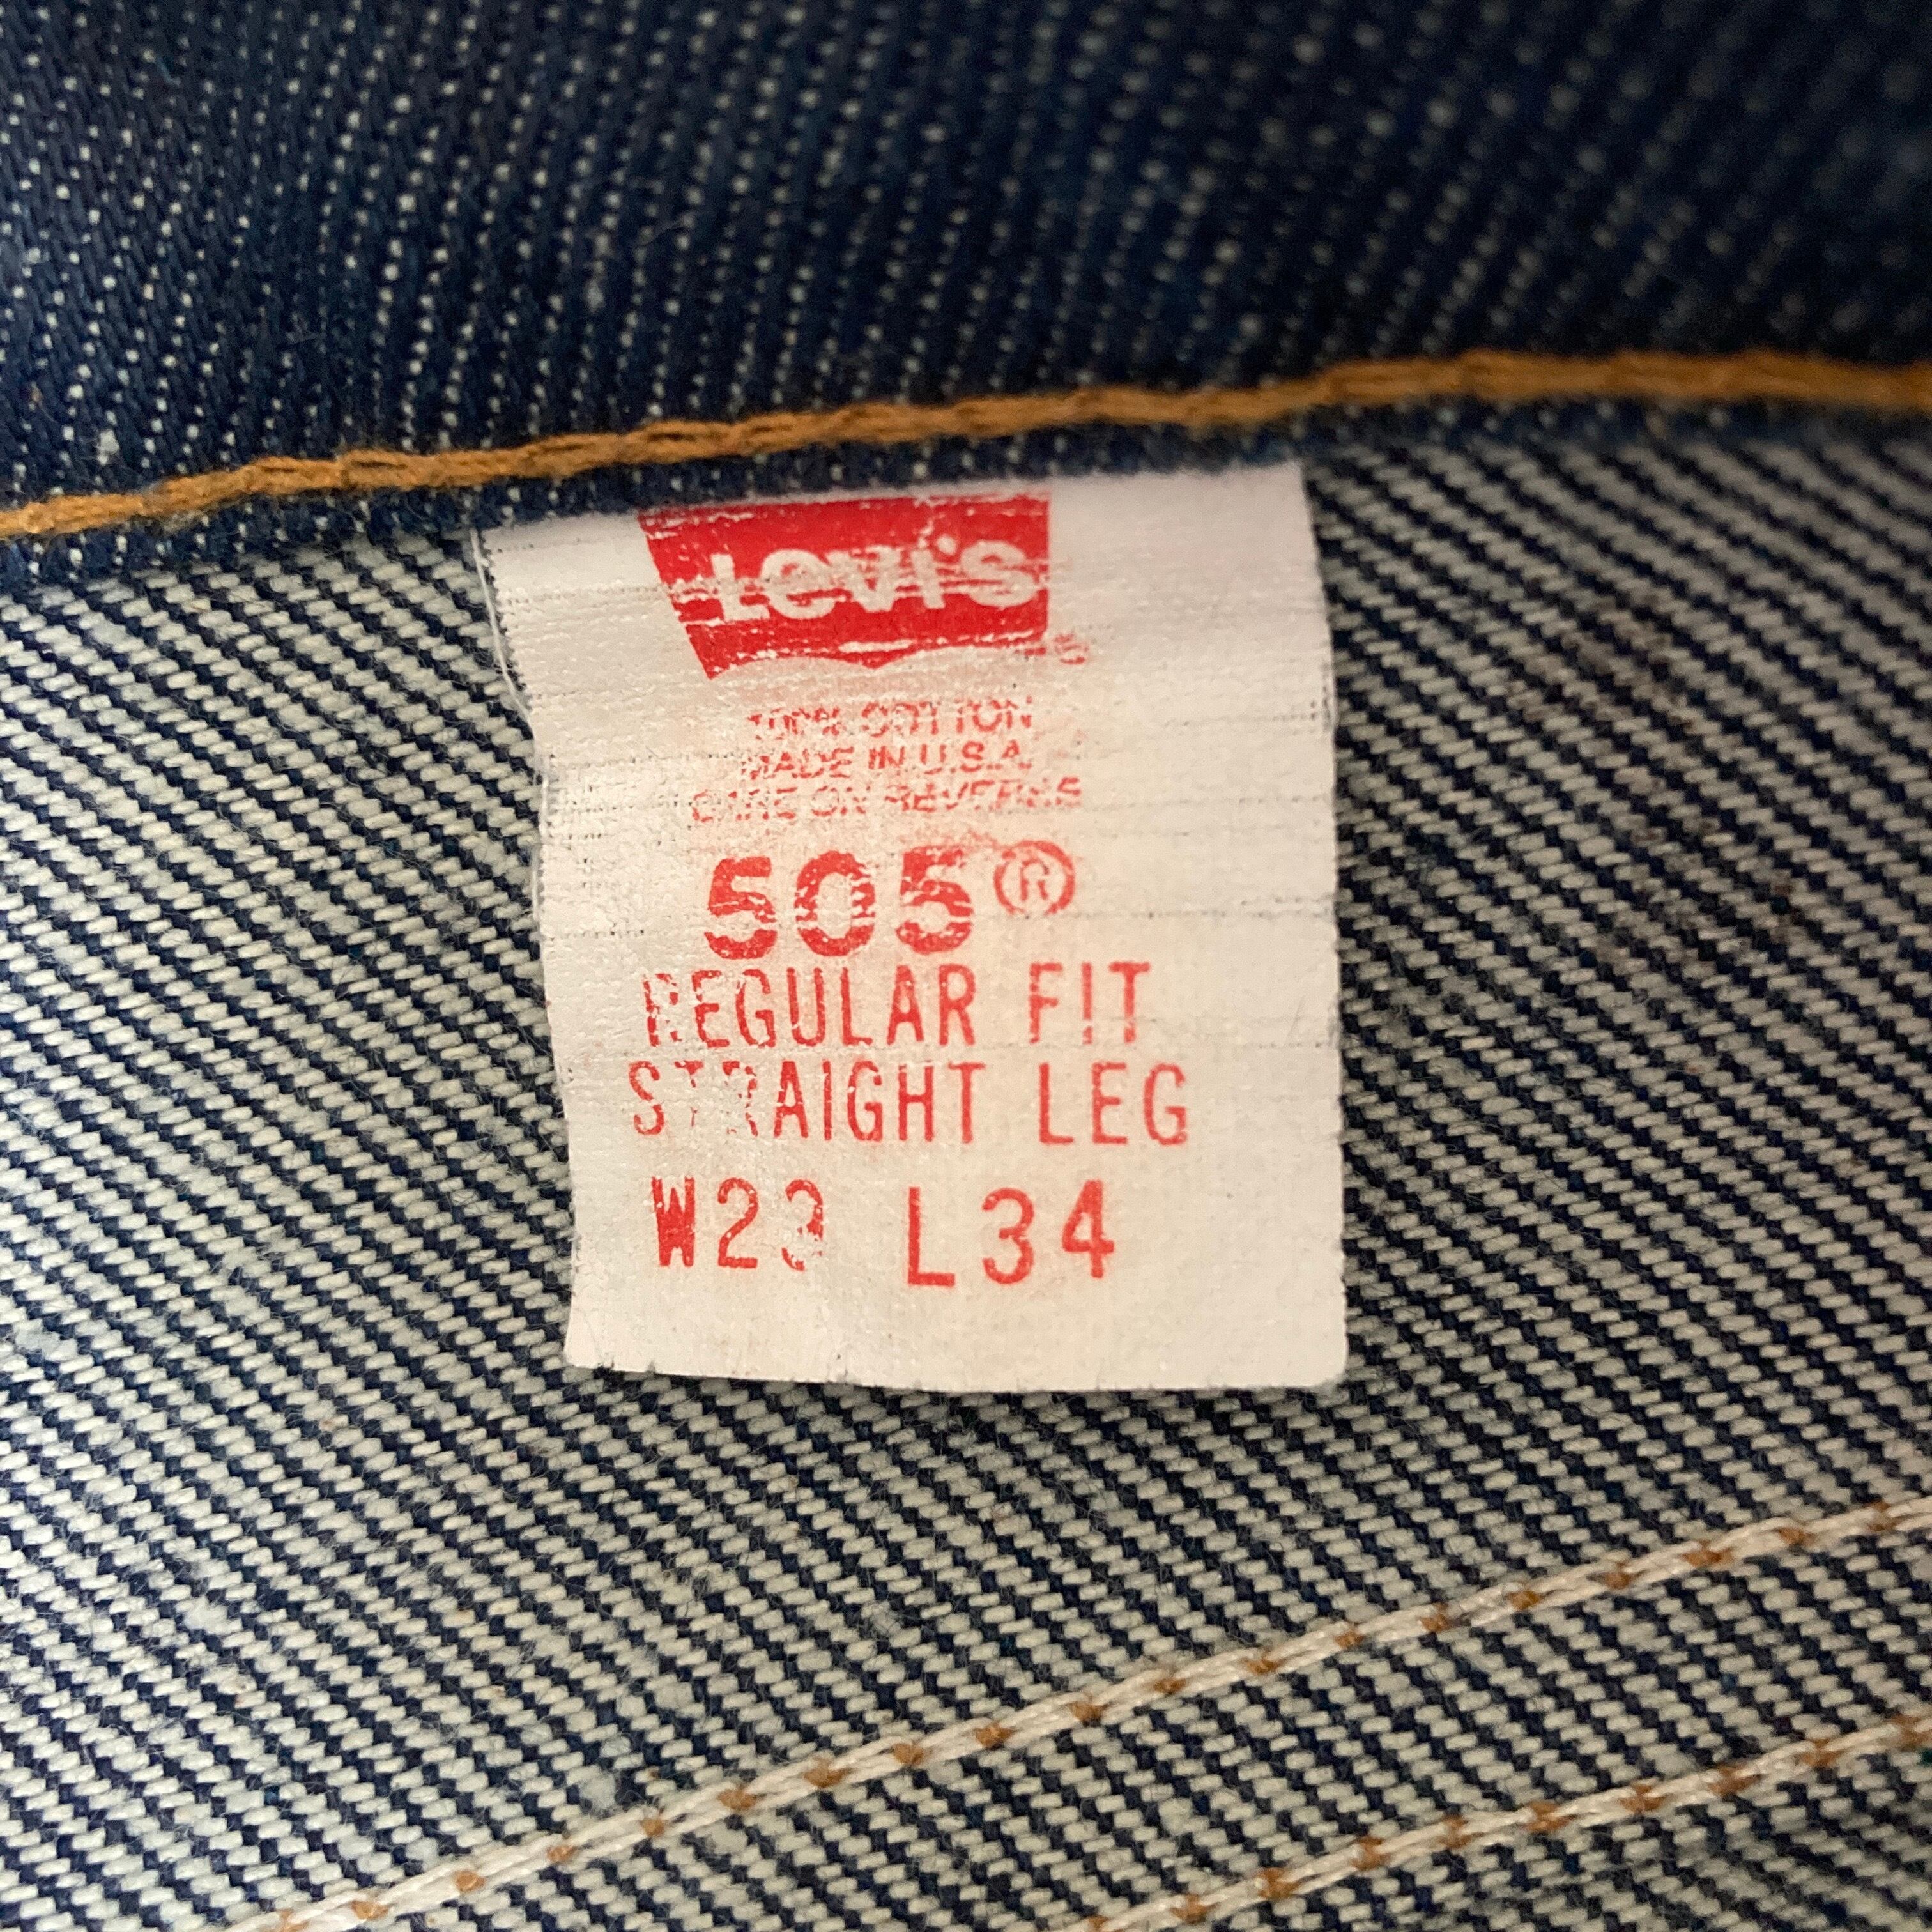 Levi's
100% COTTON
MADE IN U.S.A.
CARE ON REVERSE
505®
REGULAR FIT
STRAIGHT LEG
L34